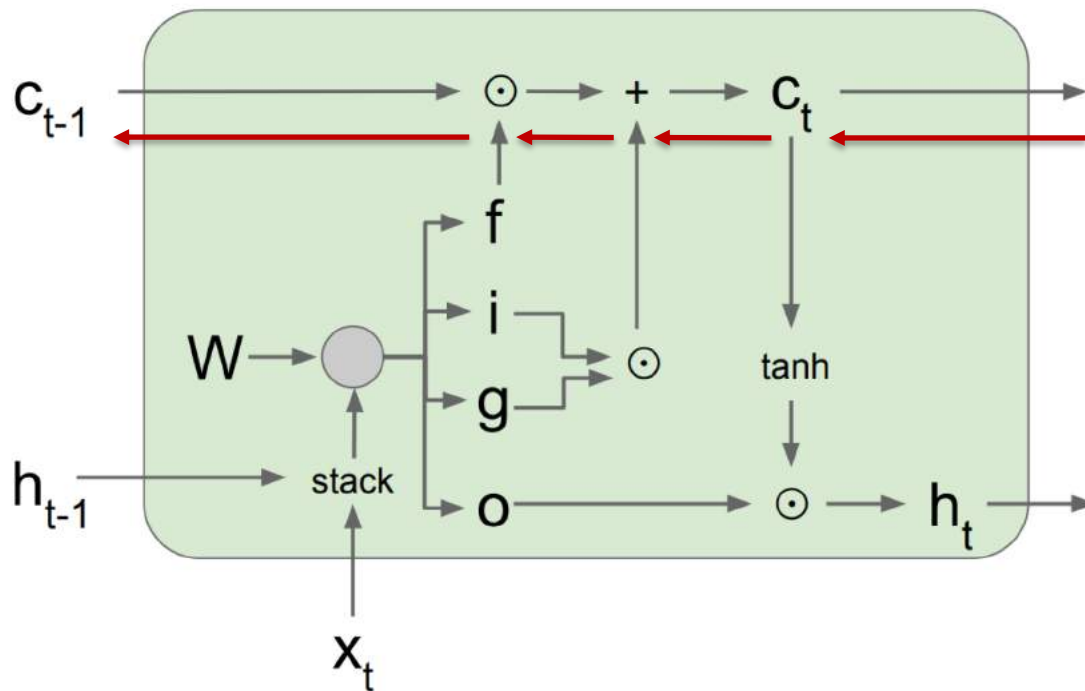 c_{t-1} ⊙ + c_t
f
i
W ⊙ tanh
g
h_{t-1} stack
o ⊙ h_t
x_t